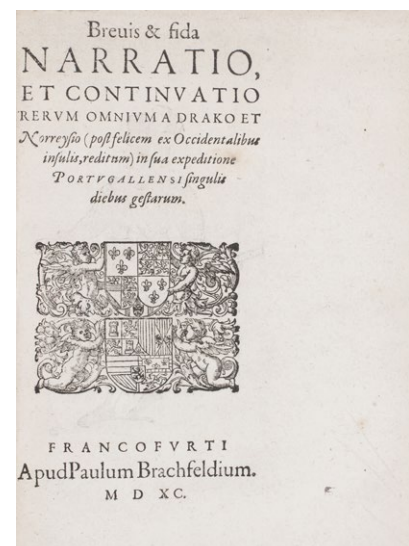 Breuis & fida
NARRATIO,
ET CONTINVATIO
RERVM OMNIVM A DRAKO ET
Norreyſio (poſt felicem ex Occidentalibus
inſulis, reditum) in ſua expeditione
PORTVGALLENSI ſingulis
diebus geſtarum.
FRANCOFVRTI
Apud Paulum Brachfeldium.
M D XC.